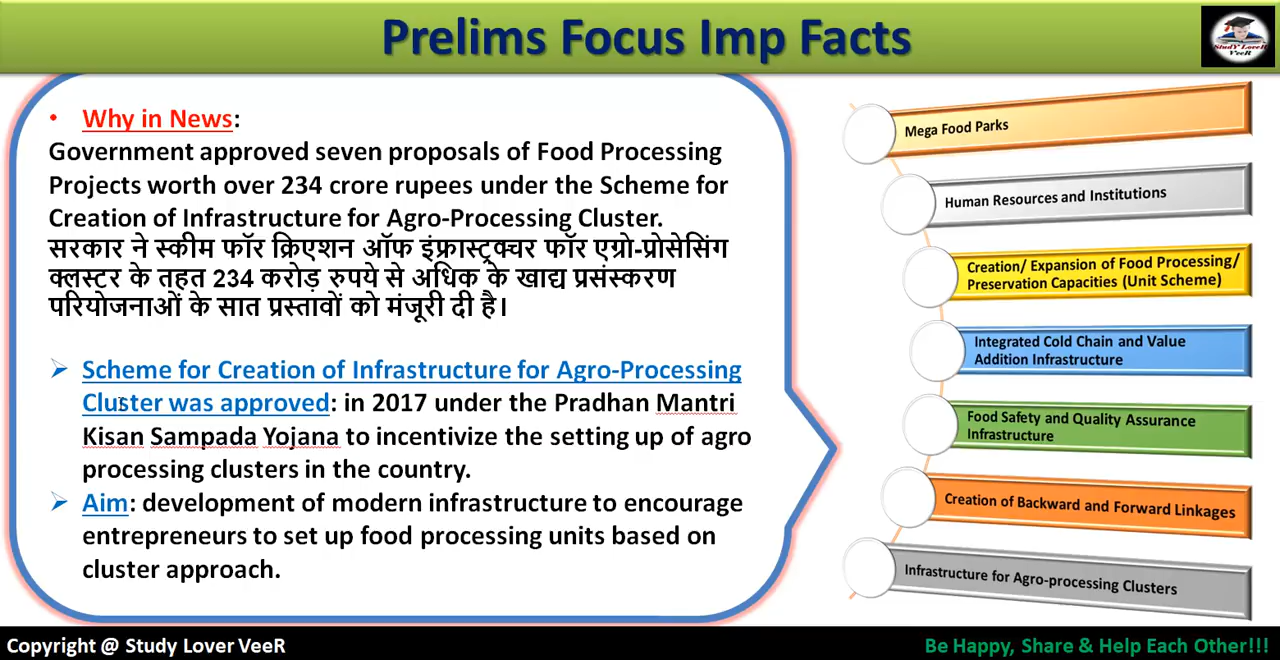 Prelims Focus Imp Facts
StudY LoveR
VeeR
• Why in News:
Government approved seven proposals of Food Processing
Projects worth over 234 crore rupees under the Scheme for
Creation of Infrastructure for Agro-Processing Cluster.
सरकार ने स्कीम फॉर क्रिएशन ऑफ इंफ्रास्ट्रक्चर फॉर एग्रो-प्रोसेसिंग
क्लस्टर के तहत 234 करोड़ रुपये से अधिक के खाद्य प्रसंस्करण
परियोजनाओं के सात प्रस्तावों को मंजूरी दी है।
➢ Scheme for Creation of Infrastructure for Agro-Processing
Cluster was approved: in 2017 under the Pradhan Mantri
Kisan Sampada Yojana to incentivize the setting up of agro
processing clusters in the country.
➢ Aim: development of modern infrastructure to encourage
entrepreneurs to set up food processing units based on
cluster approach.
Mega Food Parks
Human Resources and Institutions
Creation/ Expansion of Food Processing/
Preservation Capacities (Unit Scheme)
Integrated Cold Chain and Value
Addition Infrastructure
Food Safety and Quality Assurance
Infrastructure
Creation of Backward and Forward Linkages
Infrastructure for Agro-processing Clusters
Copyright @ Study Lover VeeR
Be Happy, Share & Help Each Other!!!